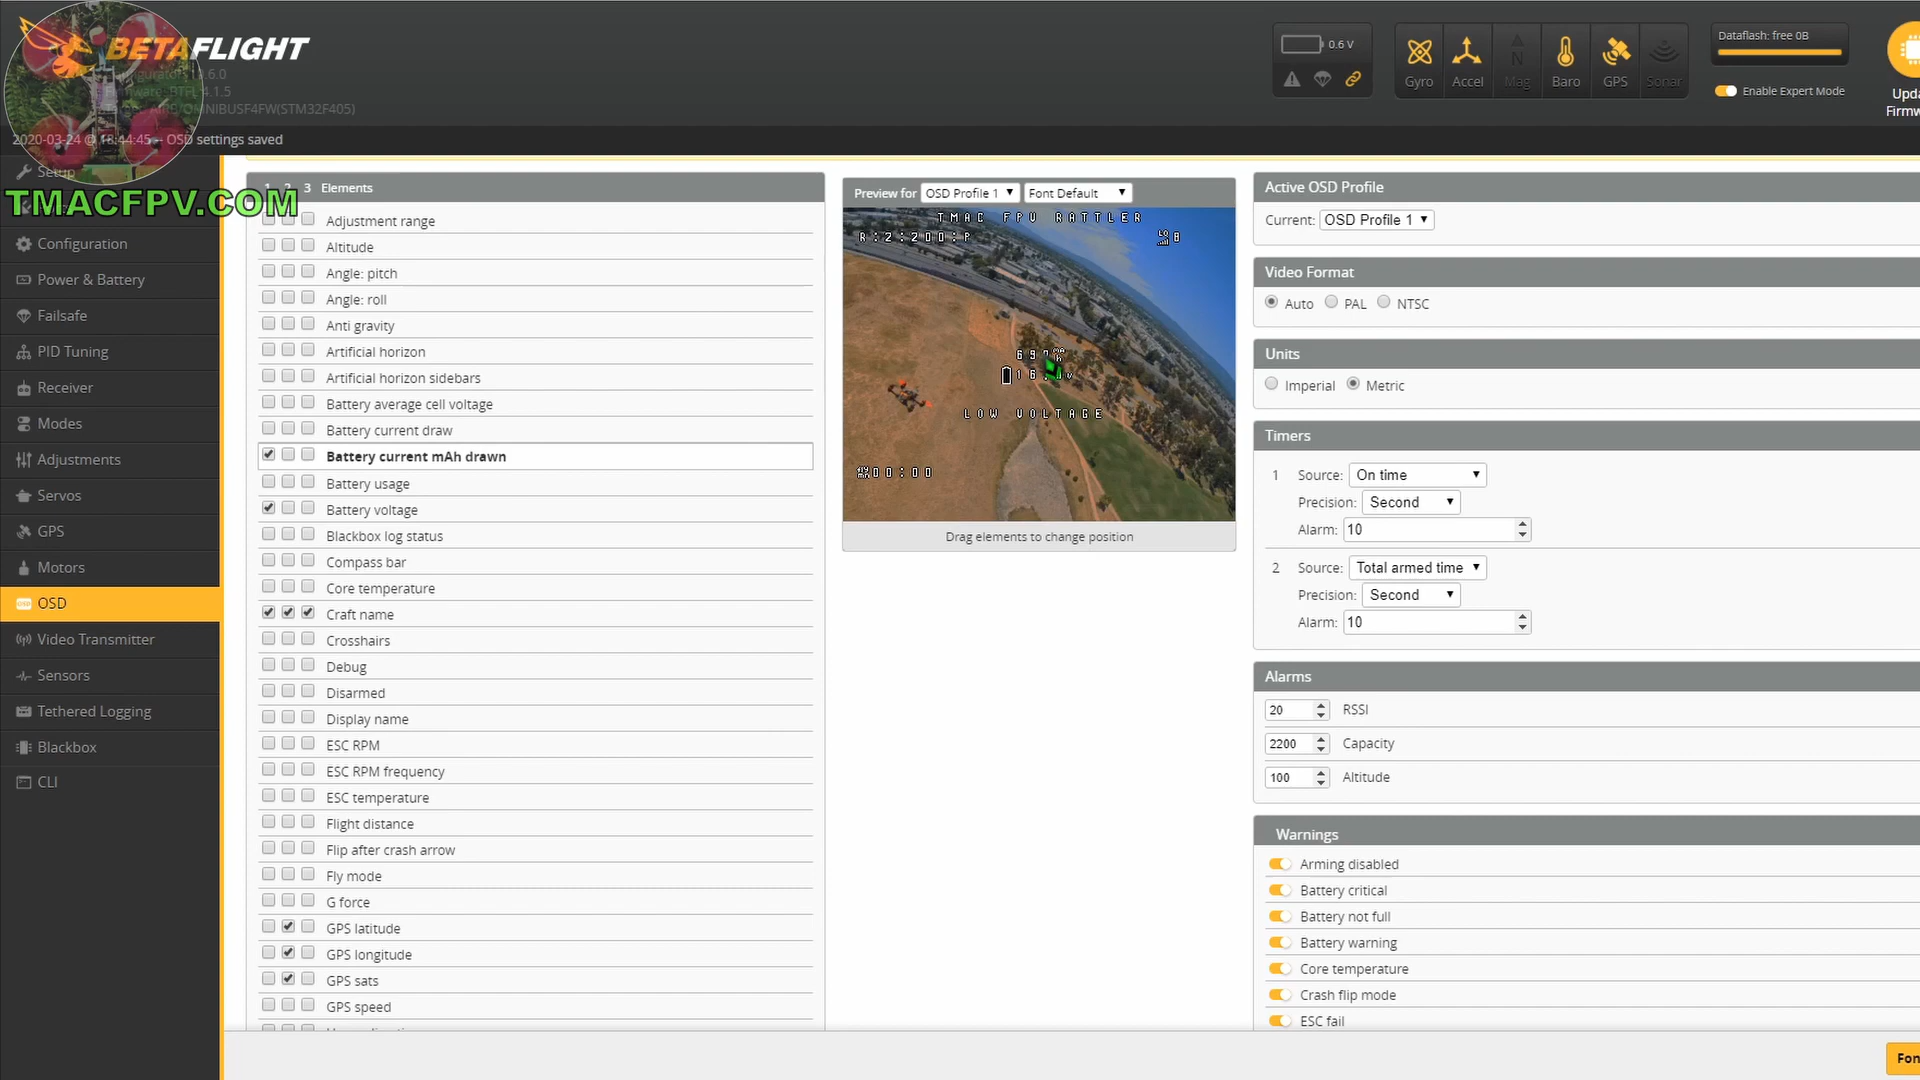 BETAFLIGHT
0.6 V
Gyro
Accel
Mag
Baro
GPS
Sonar
Dataflash: free 0B
Enable Expert Mode
OMNIBUSF4FW(STM32F405)
2020-03-24 @ 18:44:45 -- OSD settings saved
TMACFPV.COM
Setup
Configuration
Power & Battery
Failsafe
PID Tuning
Receiver
Modes
Adjustments
Servos
GPS
Motors
OSD
Video Transmitter
Sensors
Tethered Logging
Blackbox
CLI
1 2 3 Elements
Adjustment range
Altitude
Angle: pitch
Angle: roll
Anti gravity
Artificial horizon
Artificial horizon sidebars
Battery average cell voltage
Battery current draw
Battery current mAh drawn
Battery usage
Battery voltage
Blackbox log status
Compass bar
Core temperature
Craft name
Crosshairs
Debug
Disarmed
Display name
ESC RPM
ESC RPM frequency
ESC temperature
Flight distance
Flip after crash arrow
Fly mode
G force
GPS latitude
GPS longitude
GPS sats
GPS speed
Preview for OSD Profile 1 Font Default
TMAC FPV RATTLER
R:2:200:P
8
LOW VOLTAGE
00:00
Drag elements to change position
Active OSD Profile
Current: OSD Profile 1
Video Format
Auto PAL NTSC
Units
Imperial Metric
Timers
1 Source: On time
Precision: Second
Alarm: 10
2 Source: Total armed time
Precision: Second
Alarm: 10
Alarms
20 RSSI
2200 Capacity
100 Altitude
Warnings
Arming disabled
Battery critical
Battery not full
Battery warning
Core temperature
Crash flip mode
ESC fail